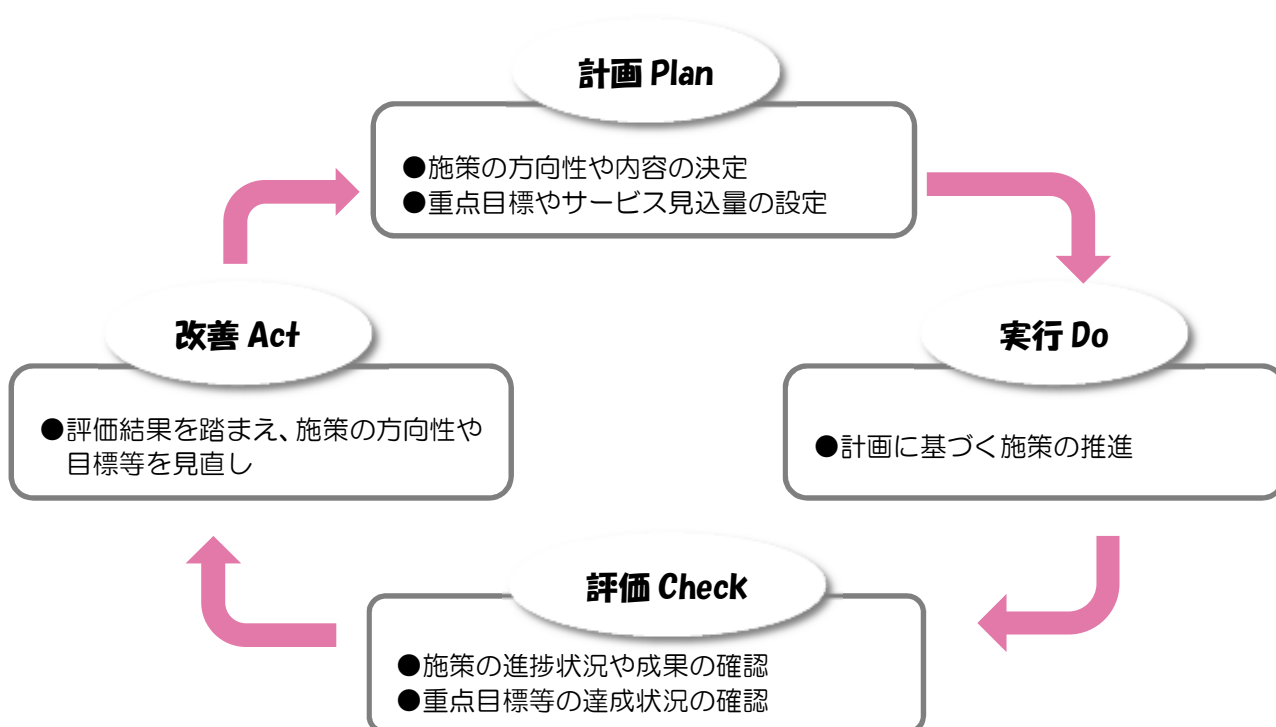 計画 Plan
●施策の方向性や内容の決定
●重点目標やサービス見込量の設定
改善 Act
●評価結果を踏まえ、施策の方向性や
目標等を見直し
実行 Do
●計画に基づく施策の推進
評価 Check
●施策の進捗状況や成果の確認
●重点目標等の達成状況の確認